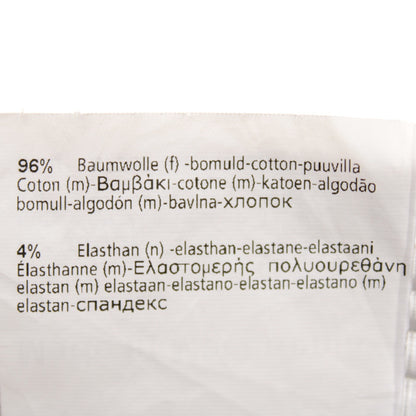 96% Baumwolle (f) -bomuld-cotton-puuvilla
Coton (m)-Βαμβάκι-cotone (m)-katoen-algodão
bomull-algodón (m)-bavlna-хлопок
4% Elasthan (n) -elasthan-elastane-elastaani
Élasthanne (m)-Ελαστομερής πολυουρεθάνη
elastan (m) elastaan-elastano-elastan-elastano (m)
elastan-спандекс